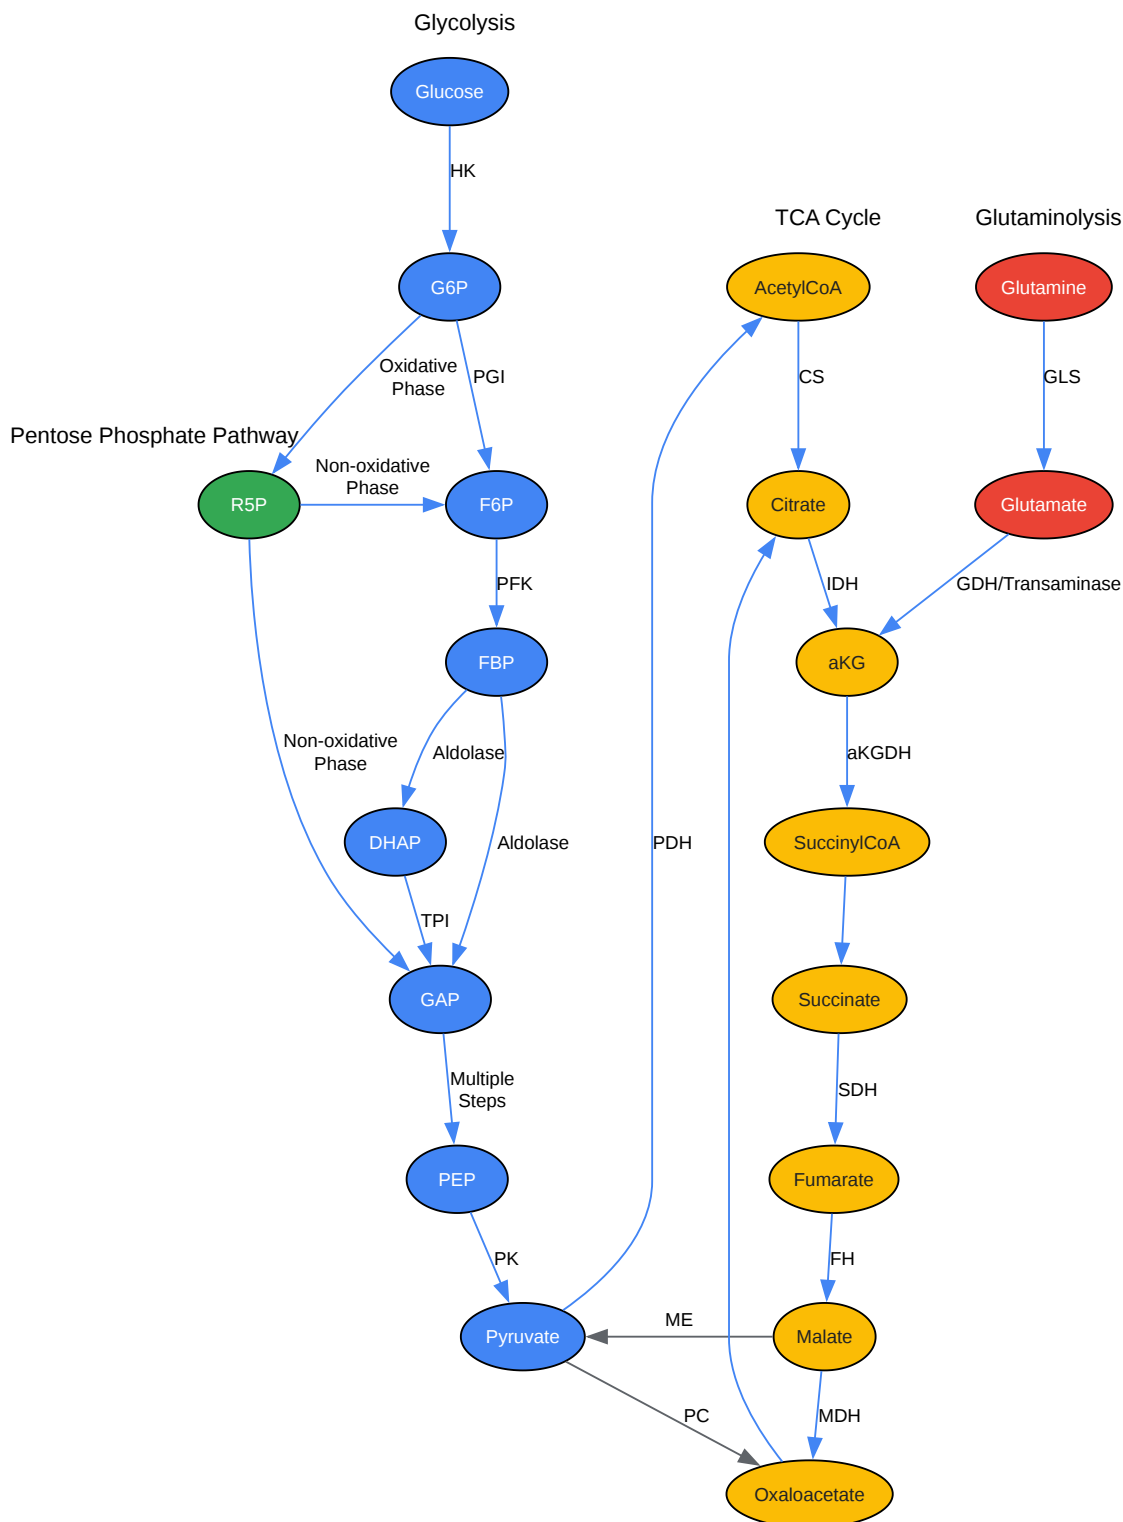 Glycolysis
Glucose
HK
TCA Cycle
Glutaminolysis
G6P
AcetylCoA
Glutamine
Oxidative
Phase
PGI
CS
GLS
Pentose Phosphate Pathway
Non-oxidative
Phase
R5P
F6P
Citrate
Glutamate
PFK
IDH
GDH/Transaminase
FBP
aKG
Non-oxidative
Phase
Aldolase
aKGDH
DHAP
Aldolase
PDH
SuccinylCoA
TPI
GAP
Succinate
Multiple
Steps
SDH
PEP
Fumarate
PK
FH
ME
Pyruvate
Malate
PC
MDH
Oxaloacetate